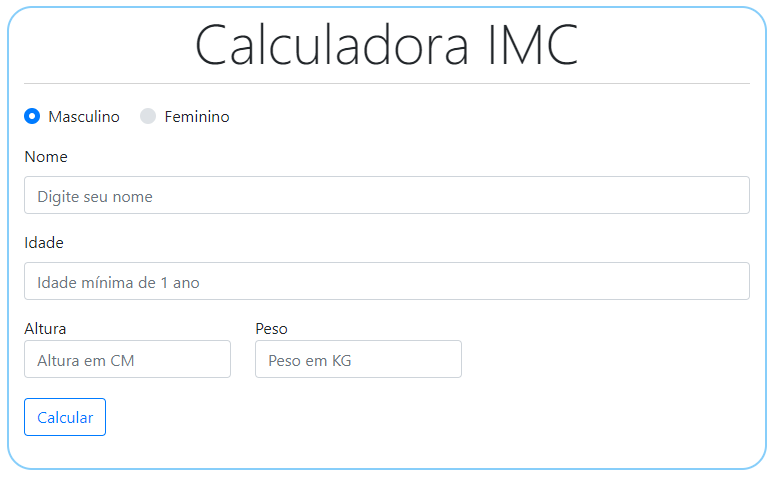 Calculadora IMC
Masculino Feminino
Nome
Digite seu nome
Idade
Idade mínima de 1 ano
Altura Peso
Altura em CM Peso em KG
Calcular